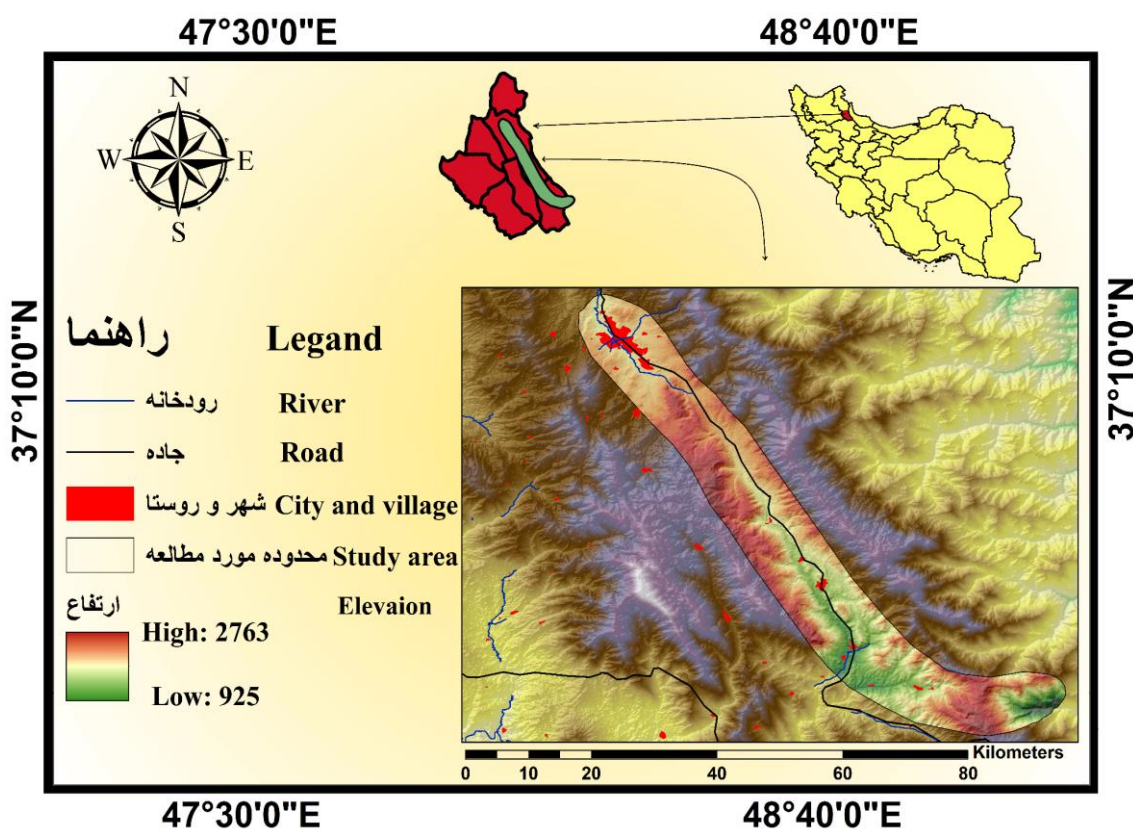 47°30'0"E 48°40'0"E
N
W E
S
37°10'0"N 37°10'0"N
راهنما Legand
رودخانه River
جاده Road
شهر و روستا City and village
محدوده مورد مطالعه Study area
ارتفاع Elevaion
High: 2763
Low: 925
Kilometers
0 10 20 40 60 80
47°30'0"E 48°40'0"E